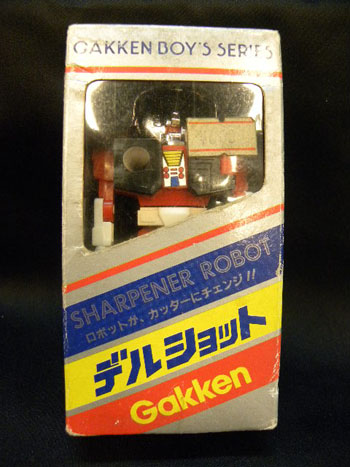 GAKKEN BOY'S SERIES
SHARPENER ROBOT
ロボットが、カッターにチェンジ!!
デルショット
Gakken